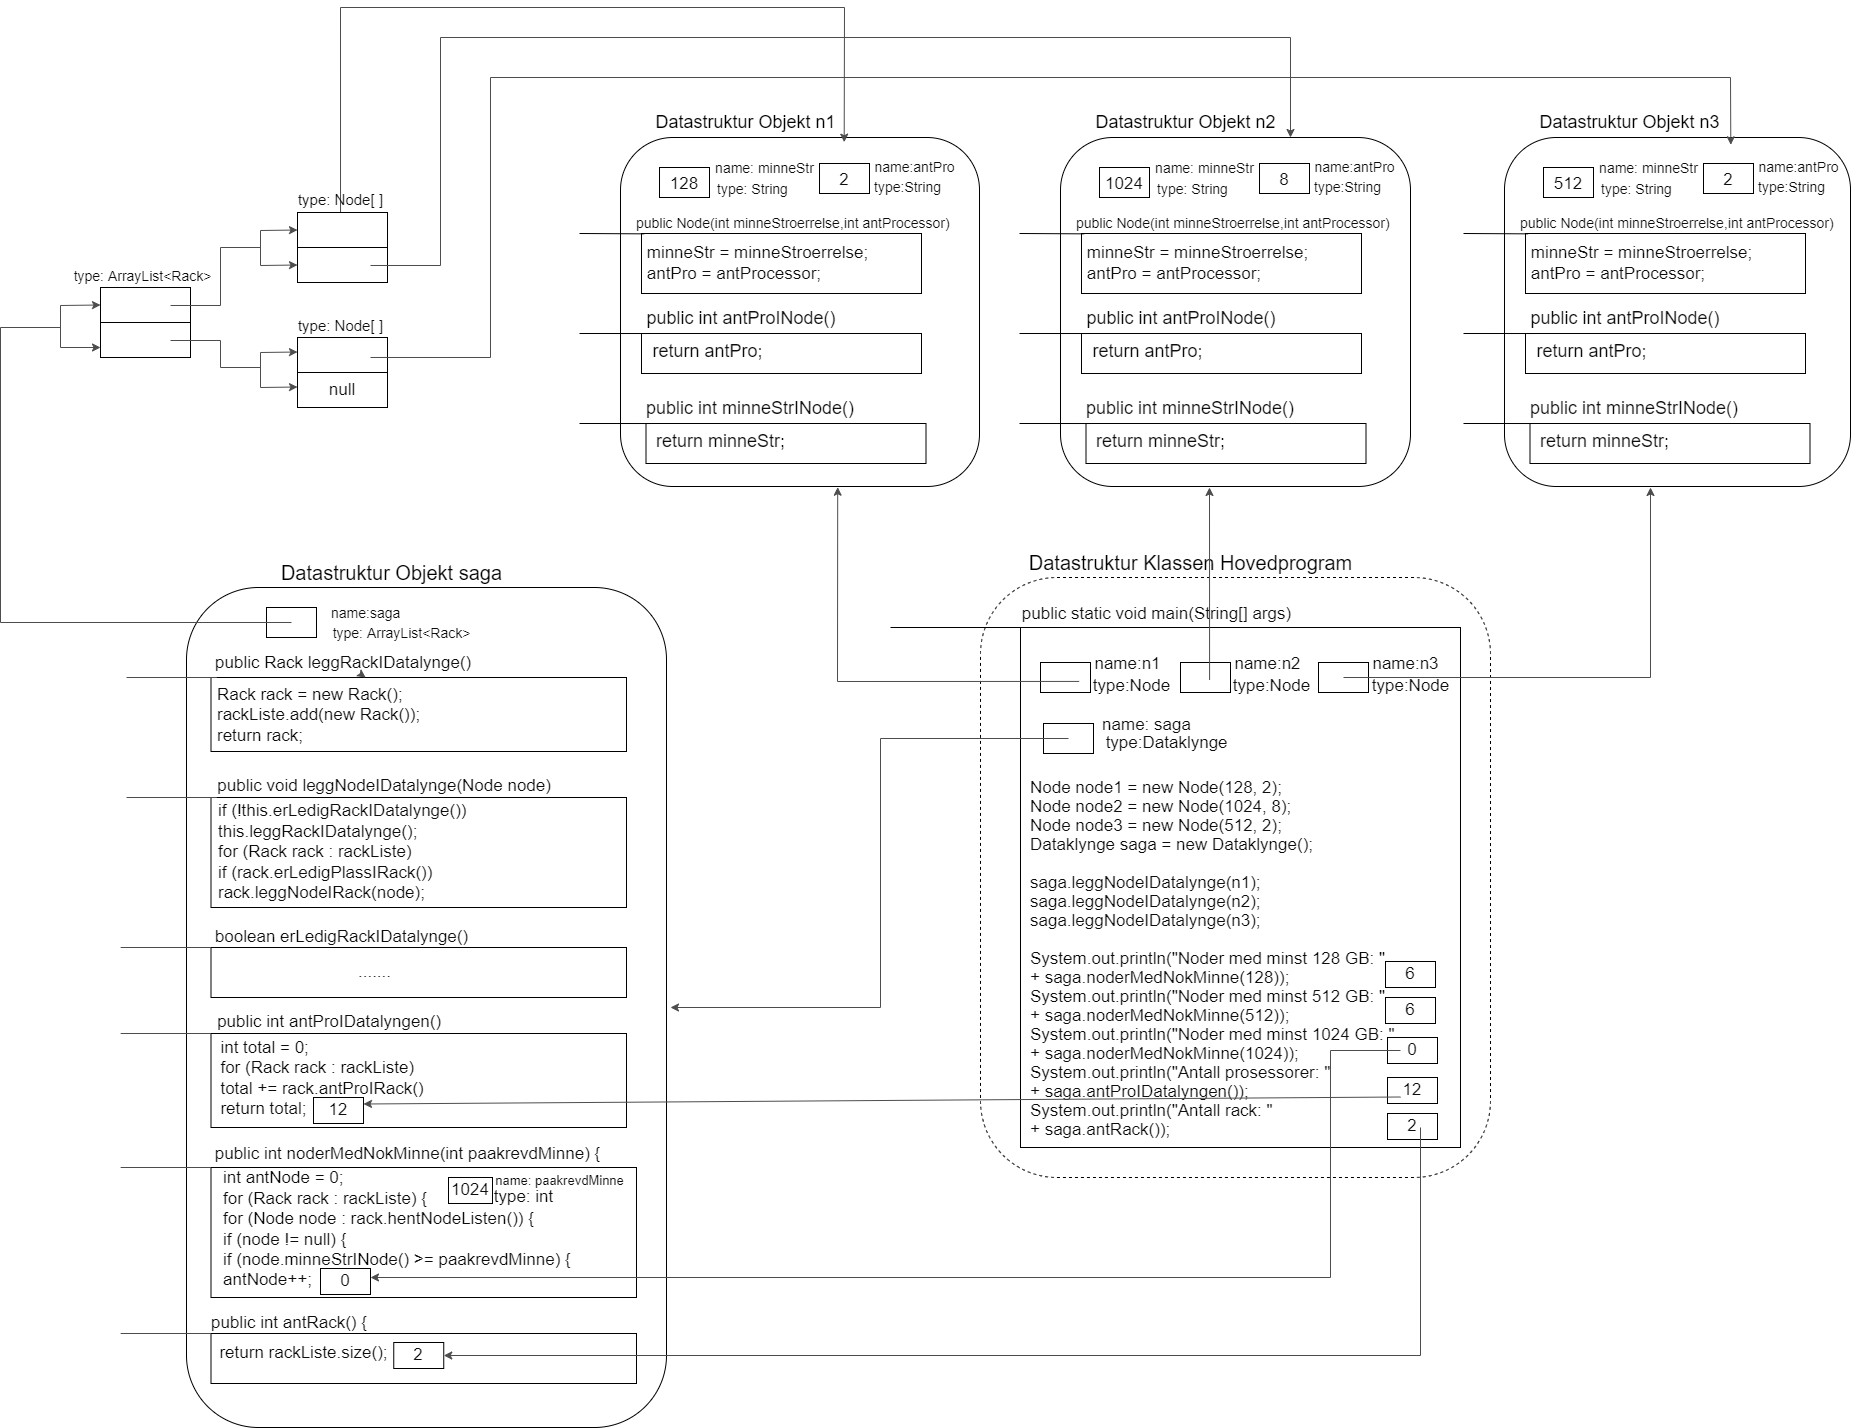 Datastruktur Objekt n1
128
name: minneStr
type: String
2
name:antPro
type:String
public Node(int minneStroerrelse,int antProcessor)
minneStr = minneStroerrelse;
antPro = antProcessor;
public int antProINode()
return antPro;
public int minneStrINode()
return minneStr;
Datastruktur Objekt n2
1024
name: minneStr
type: String
8
name:antPro
type:String
public Node(int minneStroerrelse,int antProcessor)
minneStr = minneStroerrelse;
antPro = antProcessor;
public int antProINode()
return antPro;
public int minneStrINode()
return minneStr;
Datastruktur Objekt n3
512
name: minneStr
type: String
2
name:antPro
type:String
public Node(int minneStroerrelse,int antProcessor)
minneStr = minneStroerrelse;
antPro = antProcessor;
public int antProINode()
return antPro;
public int minneStrINode()
return minneStr;
type: Node[ ]
type: ArrayList<Rack>
type: Node[ ]
null
Datastruktur Objekt saga
name:saga
type: ArrayList<Rack>
public Rack leggRackIDatalynge()
Rack rack = new Rack();
rackListe.add(new Rack());
return rack;
public void leggNodeIDatalynge(Node node)
if (!this.erLedigRackIDatalynge())
this.leggRackIDatalynge();
for (Rack rack : rackListe)
if (rack.erLedigPlassIRack())
rack.leggNodeIRack(node);
boolean erLedigRackIDatalynge()
.......
public int antProIDatalyngen()
int total = 0;
for (Rack rack : rackListe)
total += rack.antProIRack()
return total;
12
public int noderMedNokMinne(int paakrevdMinne) {
int antNode = 0;
for (Rack rack : rackListe) {
1024
name: paakrevdMinne
type: int
for (Node node : rack.hentNodeListen()) {
if (node != null) {
if (node.minneStrINode() >= paakrevdMinne) {
antNode++;
0
public int antRack() {
return rackListe.size();
2
Datastruktur Klassen Hovedprogram
public static void main(String[] args)
name:n1
type:Node
name:n2
type:Node
name:n3
type:Node
name: saga
type:Dataklynge
Node node1 = new Node(128, 2);
Node node2 = new Node(1024, 8);
Node node3 = new Node(512, 2);
Dataklynge saga = new Dataklynge();
saga.leggNodeIDatalynge(n1);
saga.leggNodeIDatalynge(n2);
saga.leggNodeIDatalynge(n3);
System.out.println("Noder med minst 128 GB: "
+ saga.noderMedNokMinne(128));
6
System.out.println("Noder med minst 512 GB: "
+ saga.noderMedNokMinne(512));
6
System.out.println("Noder med minst 1024 GB: "
+ saga.noderMedNokMinne(1024));
0
System.out.println("Antall prosessorer: "
+ saga.antProIDatalyngen());
12
System.out.println("Antall rack: "
+ saga.antRack());
2